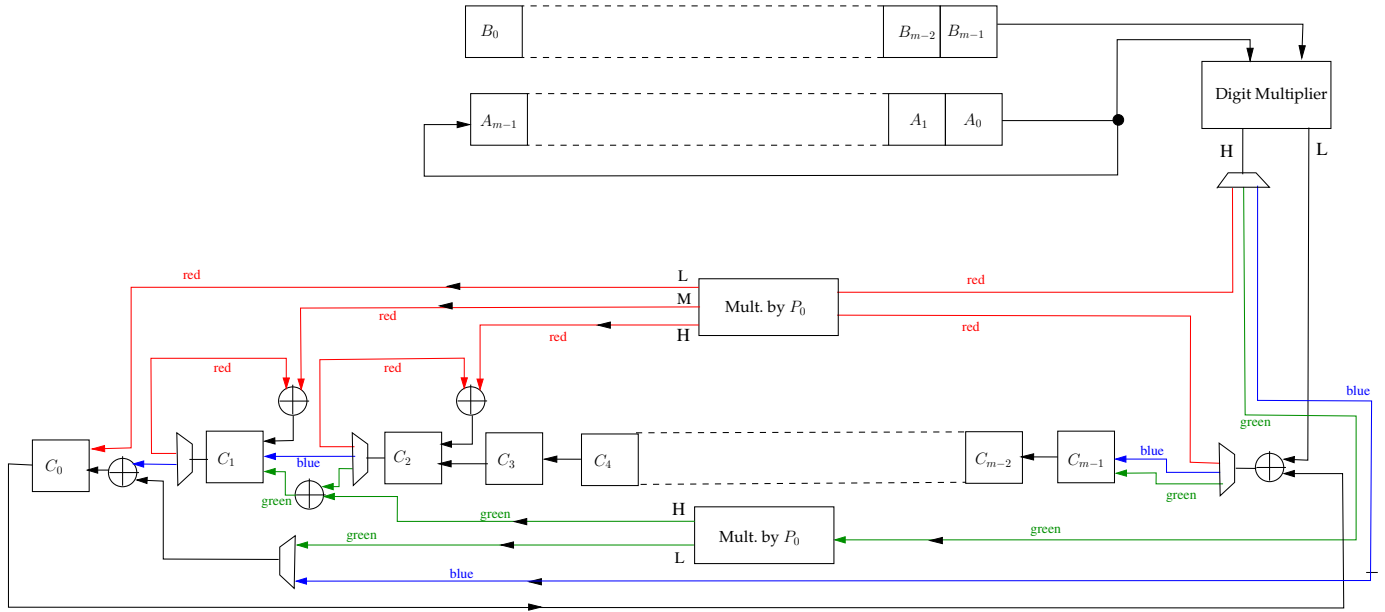 $B_0$ $B_{m-2}$ $B_{m-1}$
Digit Multiplier
$A_{m-1}$ $A_1$ $A_0$
H L
red L red
M
Mult. by $P_0$
red red
red H
red red
blue
green
$C_0$ $C_1$ blue $C_2$ $C_3$ $C_4$ $C_{m-2}$ $C_{m-1}$ blue
green green
green H
green Mult. by $P_0$ green
L
blue